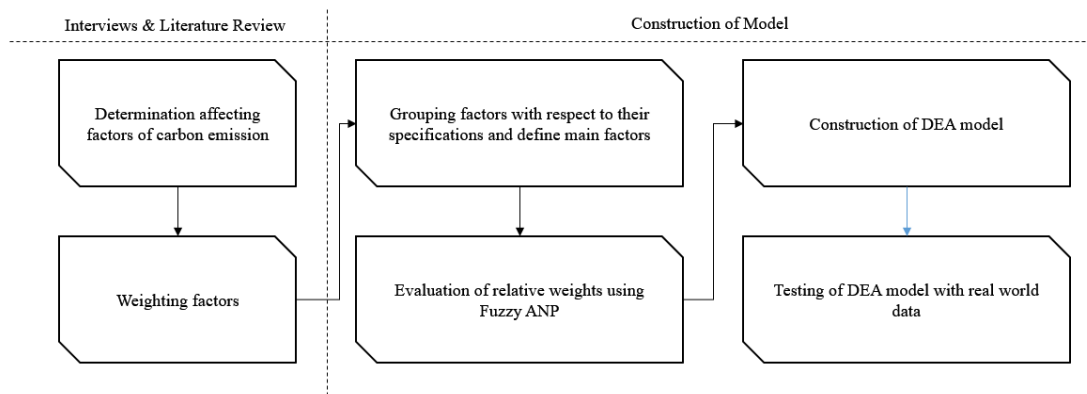 Interviews & Literature Review
Construction of Model
Determination affecting
factors of carbon emission
Weighting factors
Grouping factors with respect to their
specifications and define main factors
Evaluation of relative weights using
Fuzzy ANP
Construction of DEA model
Testing of DEA model with real world
data